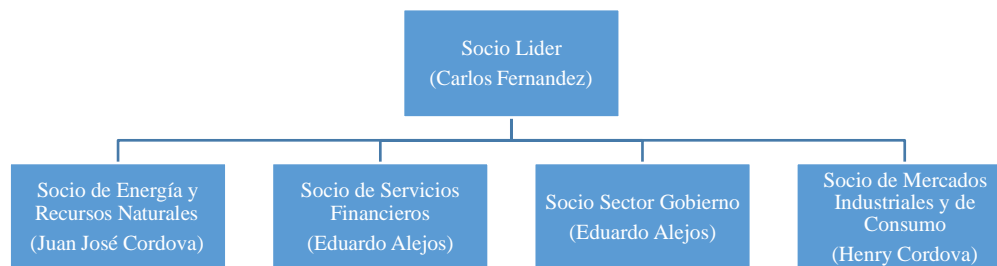 Socio Lider
(Carlos Fernandez)
Socio de Energía y
Recursos Naturales
(Juan José Cordova)
Socio de Servicios
Financieros
(Eduardo Alejos)
Socio Sector Gobierno
(Eduardo Alejos)
Socio de Mercados
Industriales y de
Consumo
(Henry Cordova)